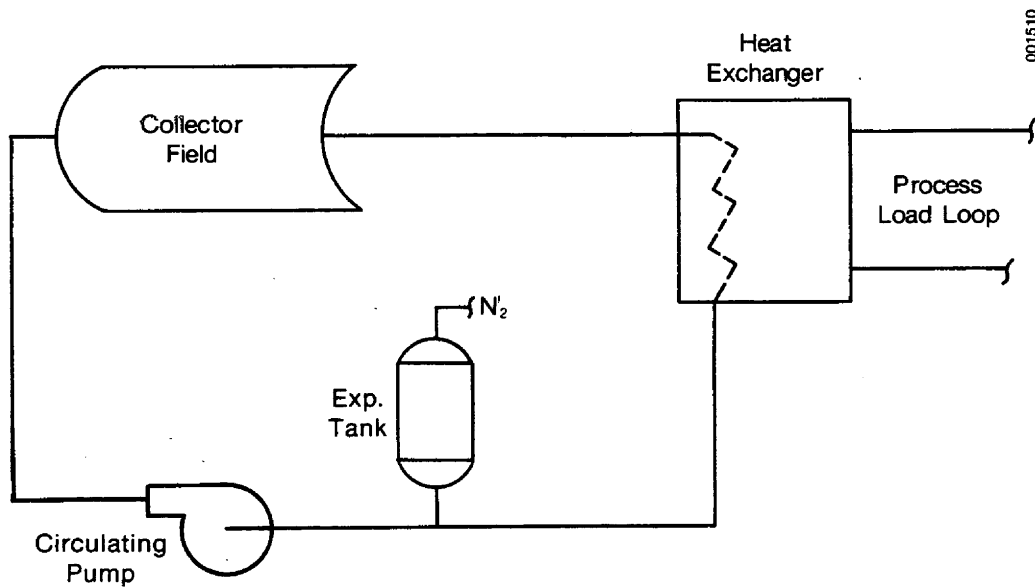 001510
Heat
Exchanger
Collector
Field
Process
Load Loop
N'₂
Exp.
Tank
Circulating
Pump